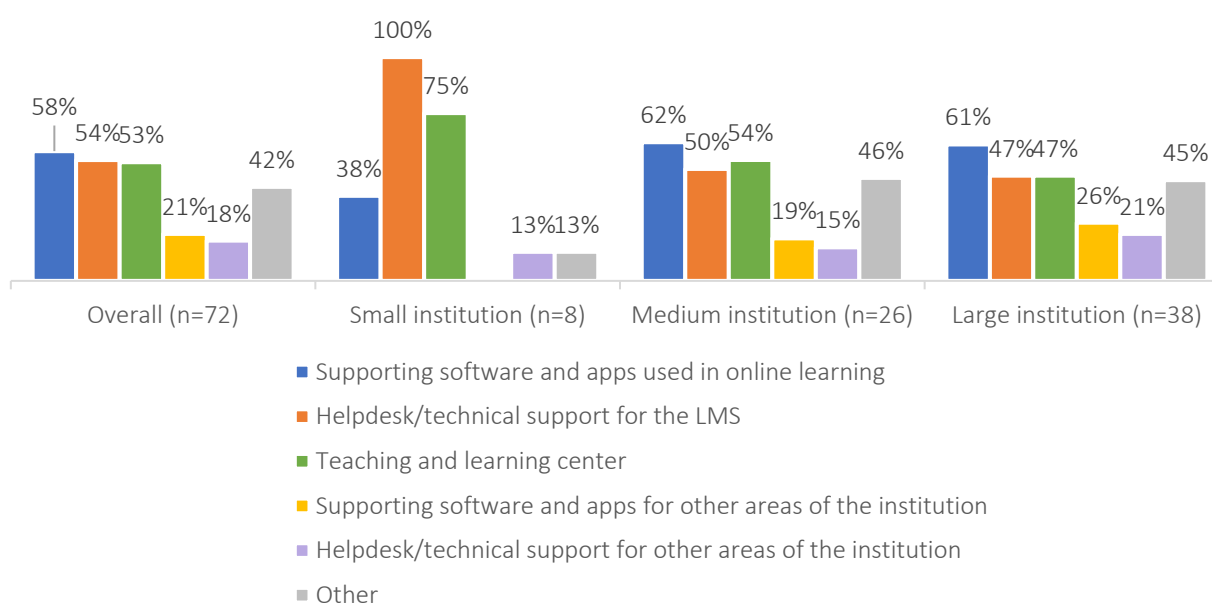 100%
75%
58%
54%
53%
42%
21%
18%
38%
13%
13%
62%
50%
54%
46%
19%
15%
61%
47%
47%
45%
26%
21%
Overall (n=72)
Small institution (n=8)
Medium institution (n=26)
Large institution (n=38)
Supporting software and apps used in online learning
Helpdesk/technical support for the LMS
Teaching and learning center
Supporting software and apps for other areas of the institution
Helpdesk/technical support for other areas of the institution
Other